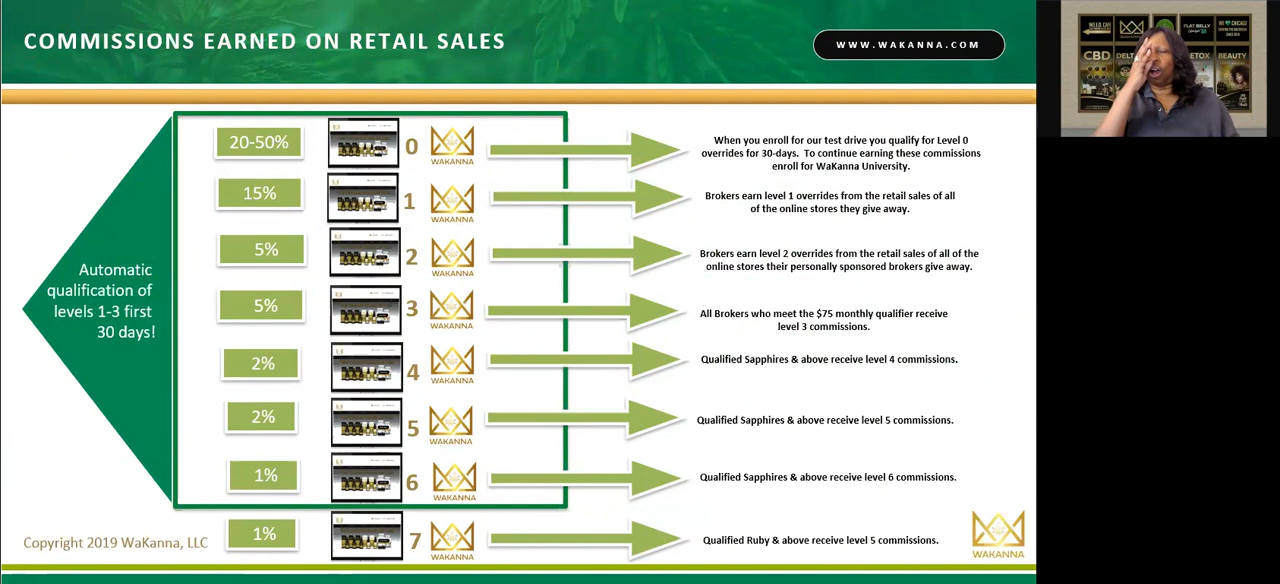 COMMISSIONS EARNED ON RETAIL SALES
WWW.WAKANNA.COM
20-50%
0
WAKANNA
When you enroll for our test drive you qualify for Level 0
overrides for 30-days. To continue earning these commissions
enroll for WaKanna University.
15%
1
WAKANNA
Brokers earn level 1 overrides from the retail sales of all
of the online stores they give away.
5%
2
WAKANNA
Brokers earn level 2 overrides from the retail sales of all of the
online stores their personally sponsored brokers give away.
Automatic
qualification of
levels 1-3 first
30 days!
5%
3
WAKANNA
All Brokers who meet the $75 monthly qualifier receive
level 3 commissions.
2%
4
WAKANNA
Qualified Sapphires & above receive level 4 commissions.
2%
5
WAKANNA
Qualified Sapphires & above receive level 5 commissions.
1%
6
WAKANNA
Qualified Sapphires & above receive level 6 commissions.
1%
7
WAKANNA
Qualified Ruby & above receive level 5 commissions.
Copyright 2019 WaKanna, LLC
WAKANNA
WEED CAF
FLAT BELLY
CHICAGO
CBD
DELT
ETOX
BEAUTY